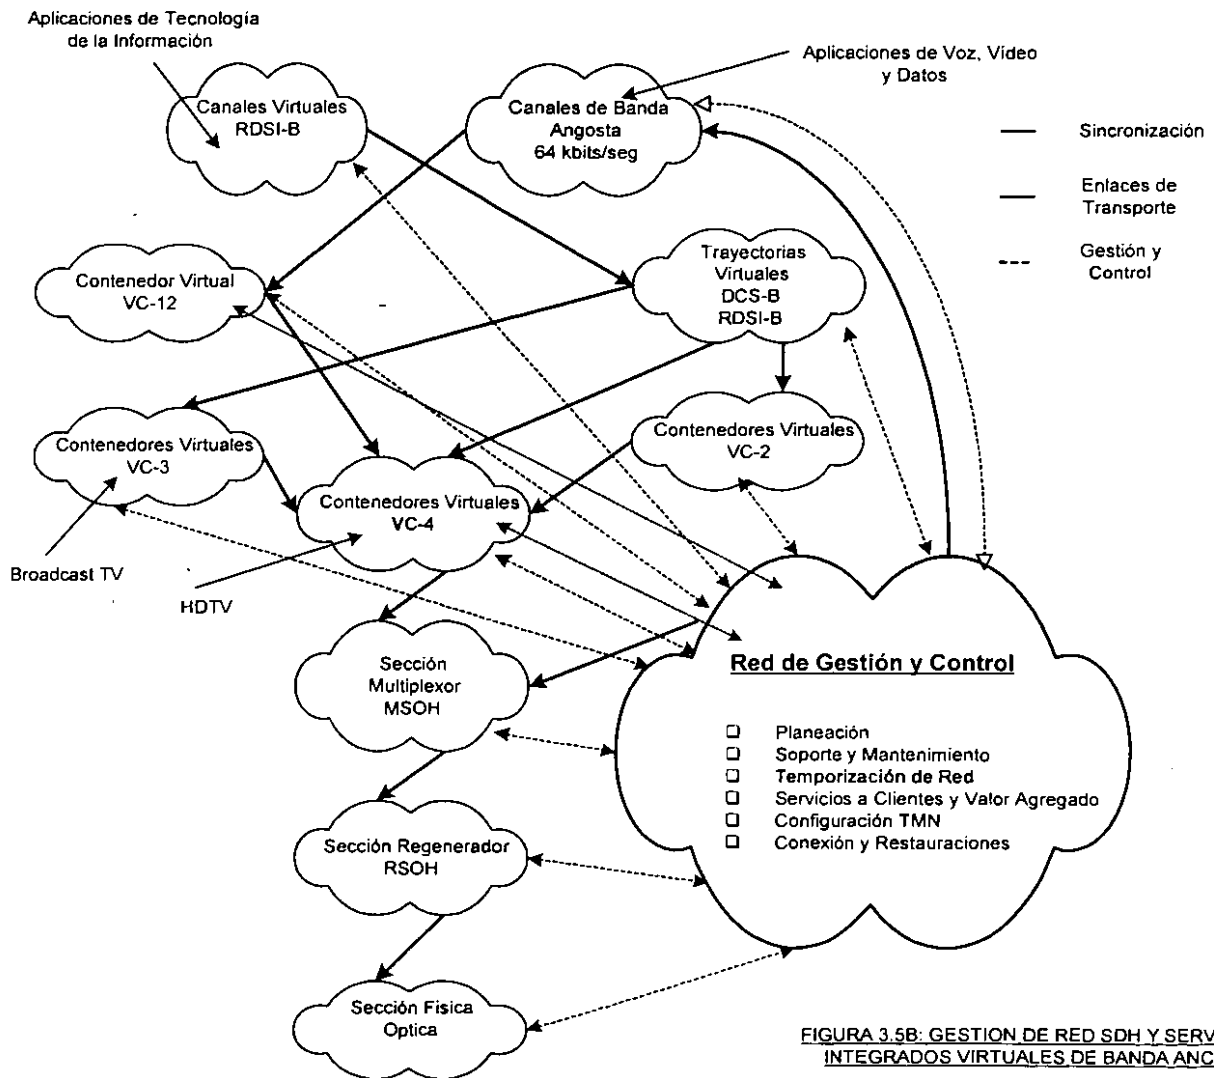 Aplicaciones de Tecnología
de la Información
Aplicaciones de Voz, Vídeo
y Datos
Canales Virtuales
RDSI-B
Canales de Banda
Angosta
64 kbits/seg
Sincronización
Enlaces de
Transporte
Gestión y
Control
Contenedor Virtual
VC-12
Trayectorias
Virtuales
DCS-B
RDSI-B
Contenedores Virtuales
VC-3
Contenedores Virtuales
VC-2
Contenedores Virtuales
VC-4
Broadcast TV
HDTV
Sección
Multiplexor
MSOH
Red de Gestión y Control
Planeación
Soporte y Mantenimiento
Temporización de Red
Servicios a Clientes y Valor Agregado
Configuración TMN
Conexión y Restauraciones
Sección Regenerador
RSOH
Sección Física
Optica
FIGURA 3.5B: GESTION DE RED SDH Y SERV
INTEGRADOS VIRTUALES DE BANDA ANC